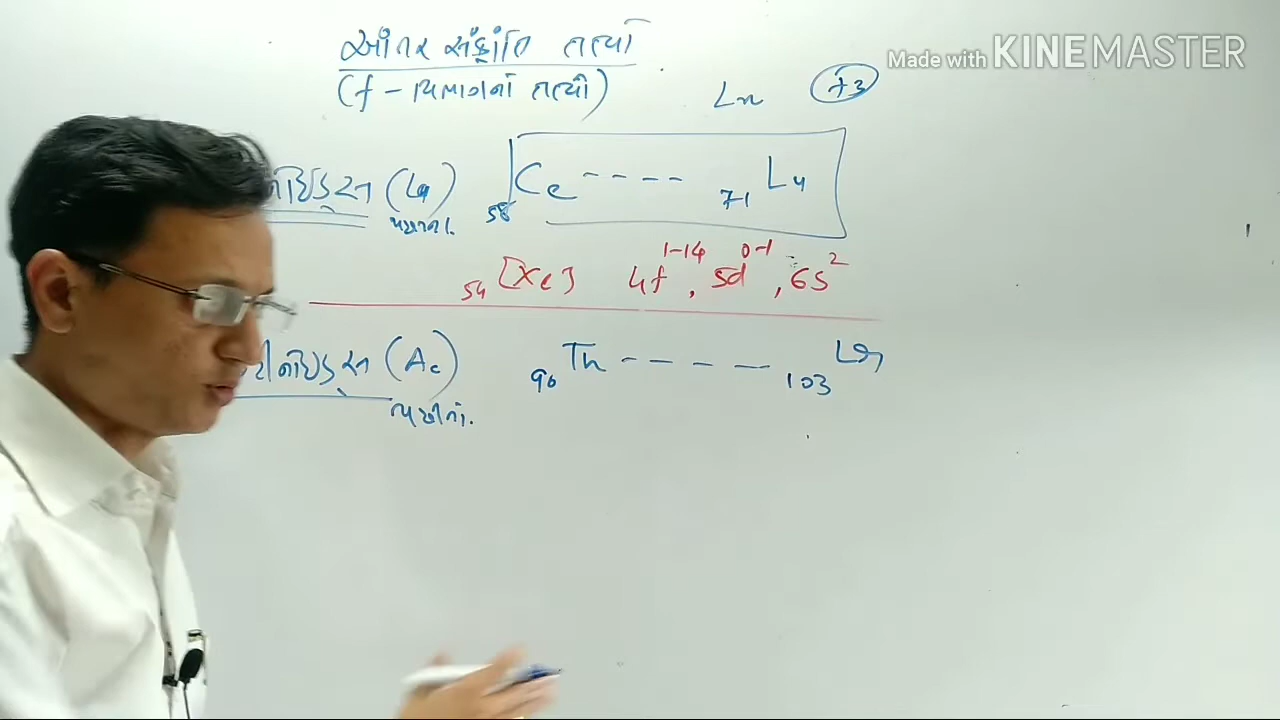 Made with KINEMASTER
આંતર સંક્રાંતિ તત્વો
(f - વિભાગનાં તત્વો)
Ln +3
(La) 58 Ce ---- 71 Lu
પછીનાં.
54 [Xe] 4f 1-14, 5d 0-1, 6s 2
(Ac) 90 Th ---- 103 Lr
પછીનાં.